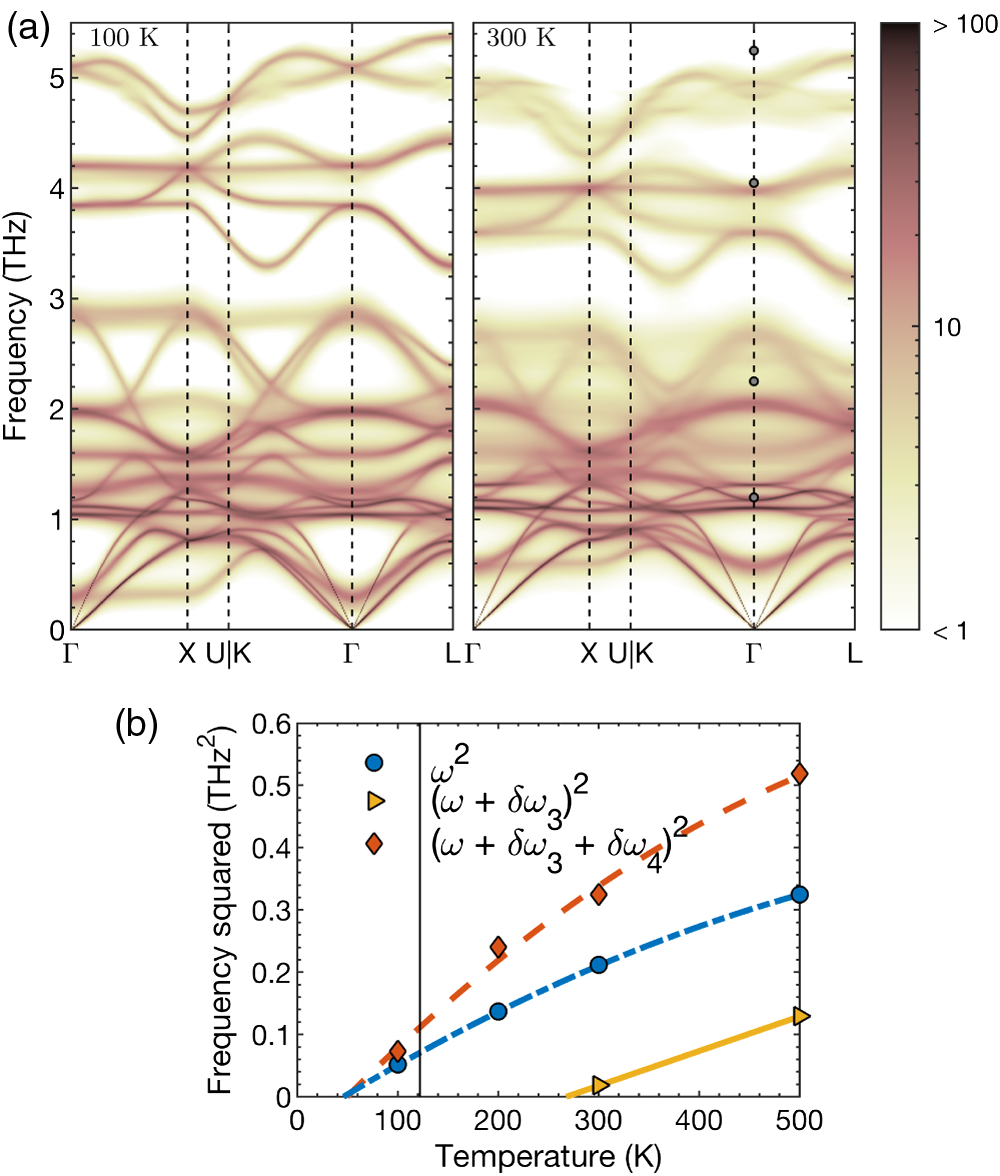 (a)
100 K
300 K
> 100
10
< 1
Frequency (THz)
5
4
3
2
1
0
Γ X U|K Γ L Γ X U|K Γ L
(b)
Frequency squared (THz²)
0.6
0.5
0.4
0.3
0.2
0.1
0
ω²
(ω + δω₃)²
(ω + δω₃ + δω₄)²
0 100 200 300 400 500
Temperature (K)